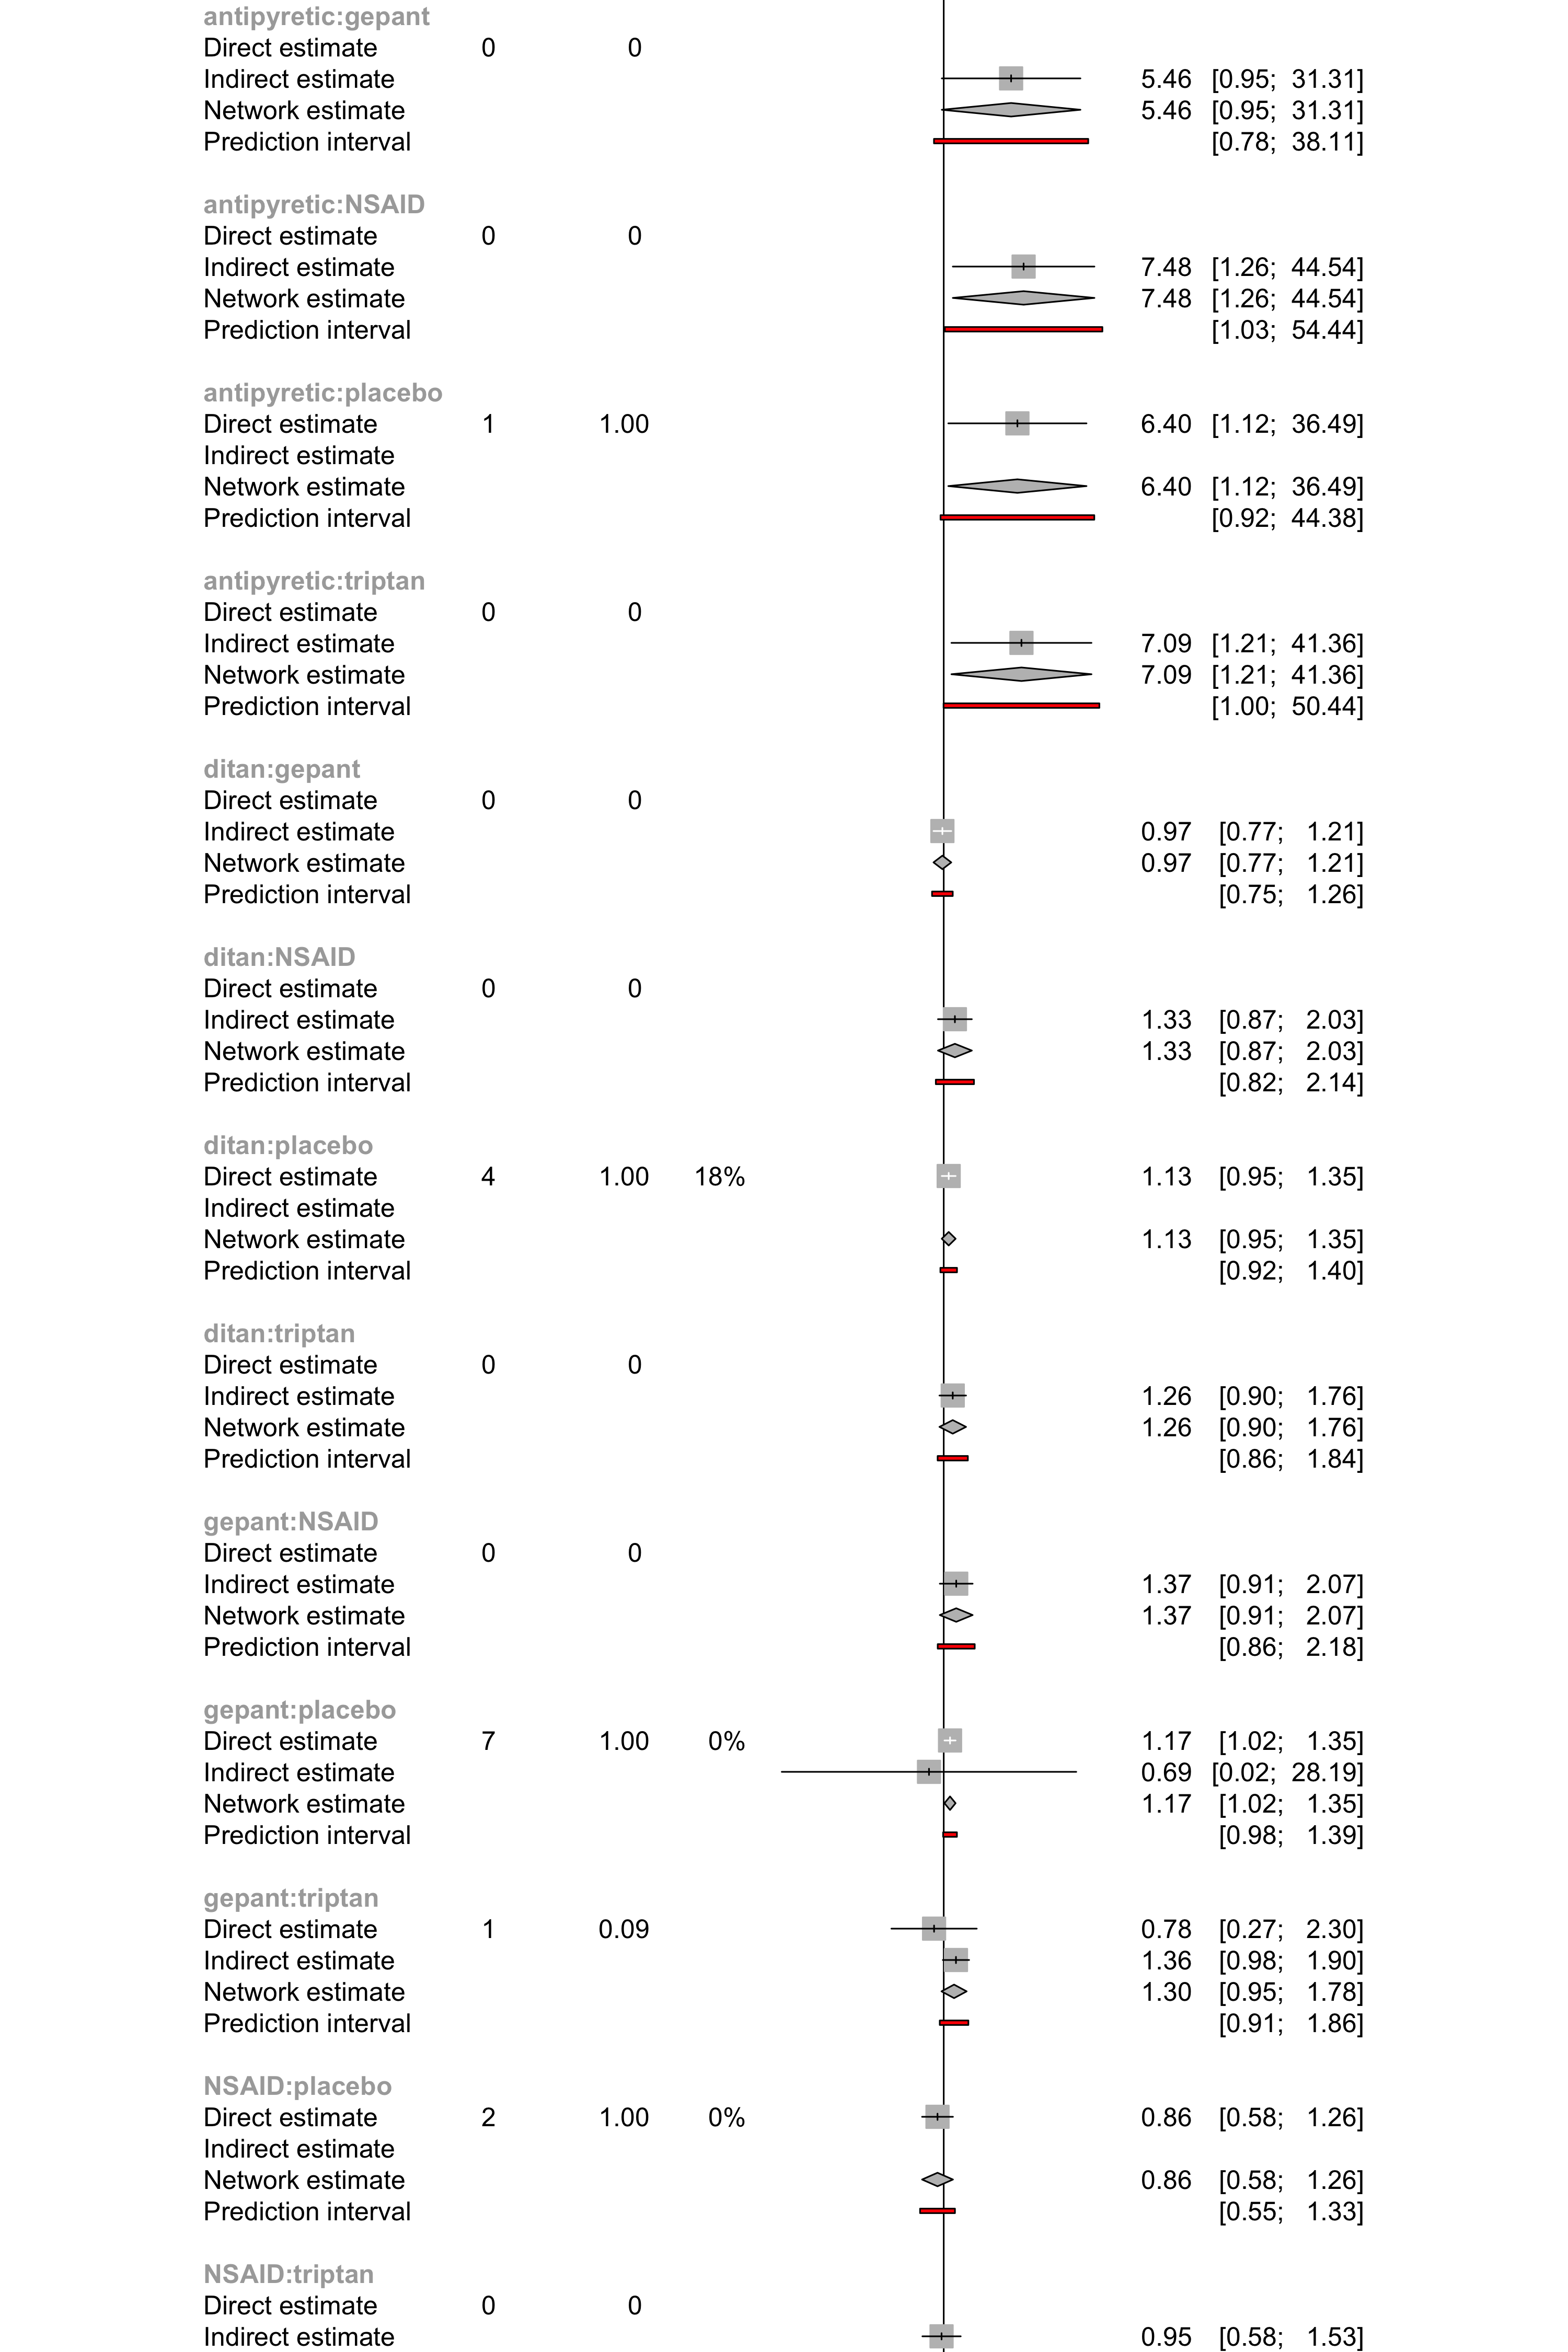 antipyretic:gepant
Direct estimate 0 0
Indirect estimate 5.46 [0.95; 31.31]
Network estimate 5.46 [0.95; 31.31]
Prediction interval [0.78; 38.11]
antipyretic:NSAID
Direct estimate 0 0
Indirect estimate 7.48 [1.26; 44.54]
Network estimate 7.48 [1.26; 44.54]
Prediction interval [1.03; 54.44]
antipyretic:placebo
Direct estimate 1 1.00 6.40 [1.12; 36.49]
Indirect estimate
Network estimate 6.40 [1.12; 36.49]
Prediction interval [0.92; 44.38]
antipyretic:triptan
Direct estimate 0 0
Indirect estimate 7.09 [1.21; 41.36]
Network estimate 7.09 [1.21; 41.36]
Prediction interval [1.00; 50.44]
ditan:gepant
Direct estimate 0 0
Indirect estimate 0.97 [0.77; 1.21]
Network estimate 0.97 [0.77; 1.21]
Prediction interval [0.75; 1.26]
ditan:NSAID
Direct estimate 0 0
Indirect estimate 1.33 [0.87; 2.03]
Network estimate 1.33 [0.87; 2.03]
Prediction interval [0.82; 2.14]
ditan:placebo
Direct estimate 4 1.00 18% 1.13 [0.95; 1.35]
Indirect estimate
Network estimate 1.13 [0.95; 1.35]
Prediction interval [0.92; 1.40]
ditan:triptan
Direct estimate 0 0
Indirect estimate 1.26 [0.90; 1.76]
Network estimate 1.26 [0.90; 1.76]
Prediction interval [0.86; 1.84]
gepant:NSAID
Direct estimate 0 0
Indirect estimate 1.37 [0.91; 2.07]
Network estimate 1.37 [0.91; 2.07]
Prediction interval [0.86; 2.18]
gepant:placebo
Direct estimate 7 1.00 0% 1.17 [1.02; 1.35]
Indirect estimate 0.69 [0.02; 28.19]
Network estimate 1.17 [1.02; 1.35]
Prediction interval [0.98; 1.39]
gepant:triptan
Direct estimate 1 0.09 0.78 [0.27; 2.30]
Indirect estimate 1.36 [0.98; 1.90]
Network estimate 1.30 [0.95; 1.78]
Prediction interval [0.91; 1.86]
NSAID:placebo
Direct estimate 2 1.00 0% 0.86 [0.58; 1.26]
Indirect estimate
Network estimate 0.86 [0.58; 1.26]
Prediction interval [0.55; 1.33]
NSAID:triptan
Direct estimate 0 0
Indirect estimate 0.95 [0.58; 1.53]